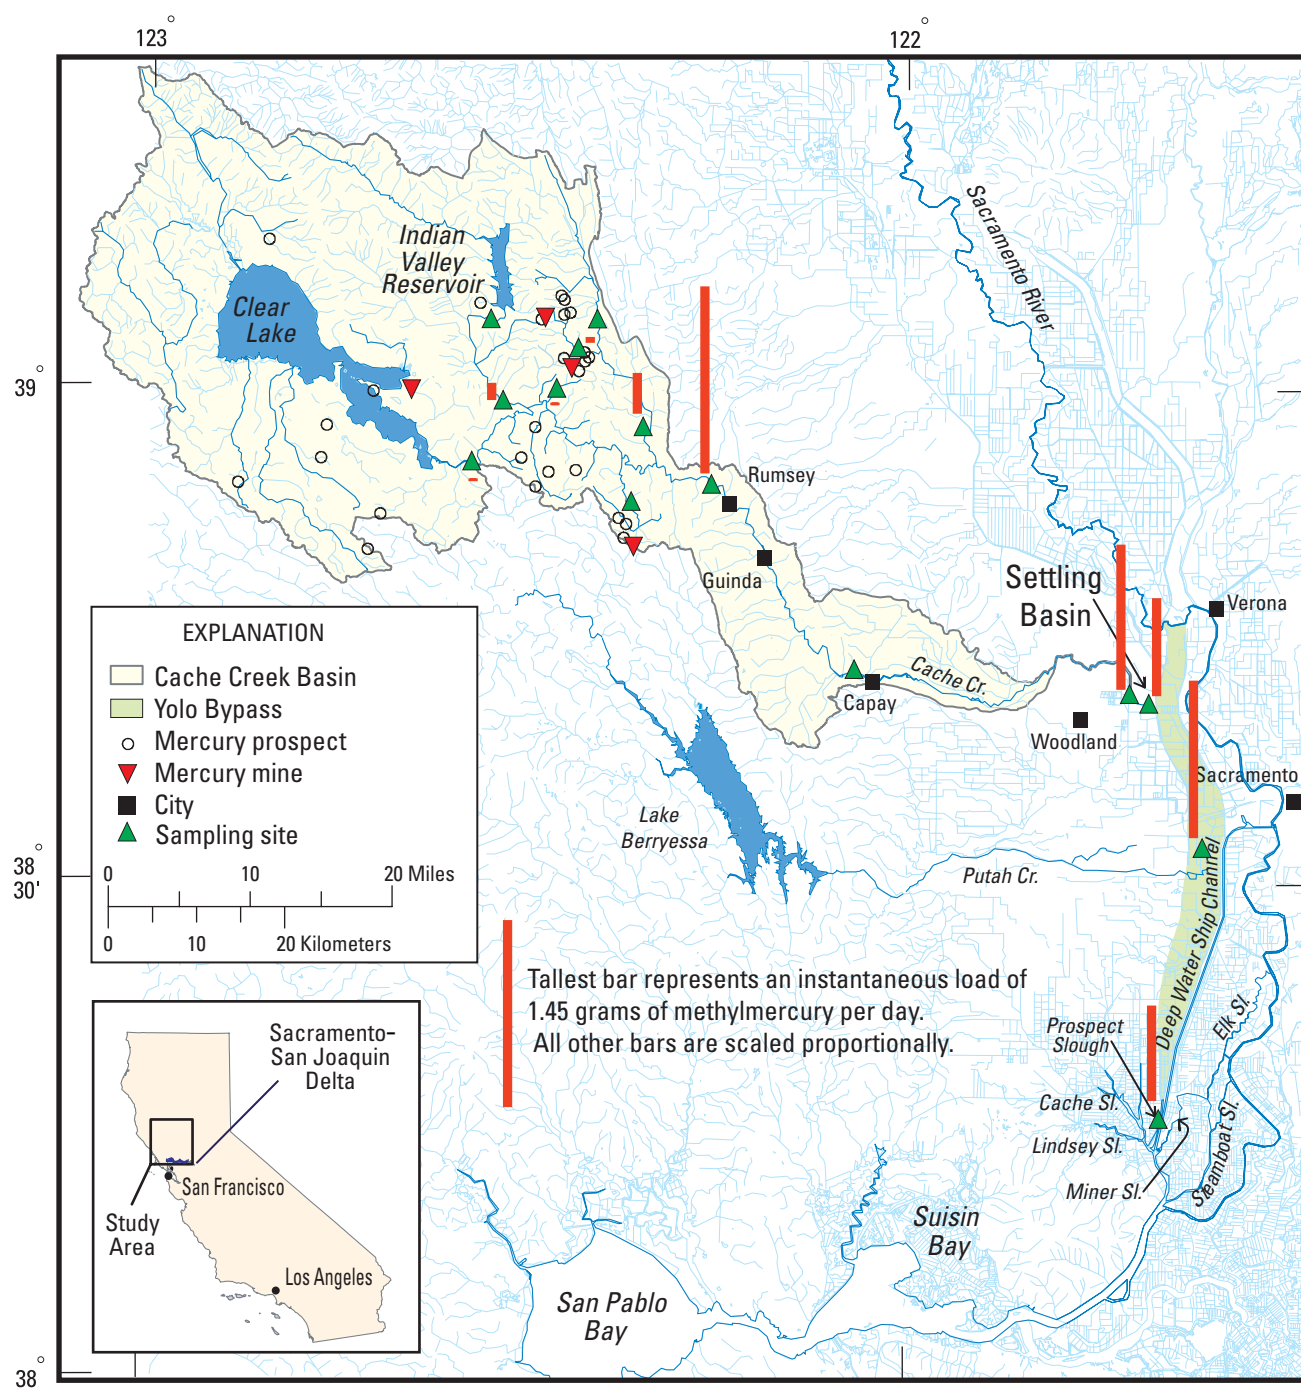 123°
122°
Sacramento River
Indian
Valley
Reservoir
Clear
Lake
39°
Rumsey
Guinda
Settling
Basin
Verona
EXPLANATION
Cache Creek Basin
Yolo Bypass
Mercury prospect
Mercury mine
City
Sampling site
0 10 20 Miles
0 10 20 Kilometers
Cache Cr.
Capay
Woodland
Sacramento
Lake
Berryessa
38°
30'
Putah Cr.
Deep Water Ship Channel
Tallest bar represents an instantaneous load of
1.45 grams of methylmercury per day.
All other bars are scaled proportionally.
Elk Sl.
Prospect
Slough
Cache Sl.
Lindsey Sl.
Miner Sl.
Steamboat Sl.
Sacramento–
San Joaquin
Delta
San Francisco
Study
Area
Los Angeles
Suisin
Bay
San Pablo
Bay
38°